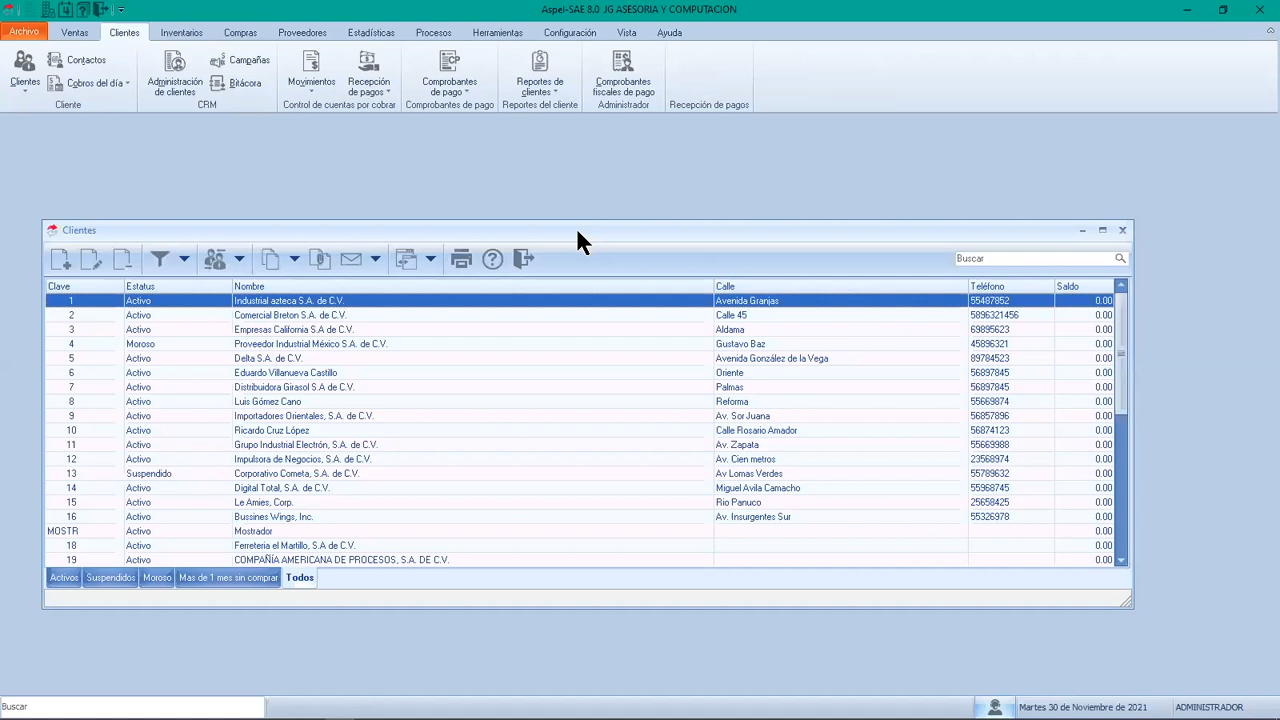 Aspel-SAE 8.0 JG ASESORIA Y COMPUTACION
Archivo Ventas Clientes Inventarios Compras Proveedores Estadísticas Procesos Herramientas Configuración Vista Ayuda
Clientes
Contactos
Cobros del día
Cliente
Administración de clientes
Campañas
Bitácora
CRM
Movimientos
Recepción de pagos
Control de cuentas por cobrar
Comprobantes de pago
Comprobantes de pago
Reportes de clientes
Reportes del cliente
Comprobantes fiscales de pago
Administrador
Recepción de pagos
Clientes
Buscar
Clave Estatus Nombre Calle Teléfono Saldo
1 Activo Industrial azteca S.A. de C.V. Avenida Granjas 55487852 0.00
2 Activo Comercial Breton S.A. de C.V. Calle 45 5896321456 0.00
3 Activo Empresas California S.A de C.V. Aldama 69895623 0.00
4 Moroso Proveedor Industrial México S.A. de C.V. Gustavo Baz 45896321 0.00
5 Activo Delta S.A. de C.V. Avenida González de la Vega 89784523 0.00
6 Activo Eduardo Villanueva Castillo Oriente 56897845 0.00
7 Activo Distribuidora Girasol S.A de C.V. Palmas 56897845 0.00
8 Activo Luis Gómez Cano Reforma 55669874 0.00
9 Activo Importadores Orientales, S.A. de C.V. Av. Sor Juana 56857896 0.00
10 Activo Ricardo Cruz López Calle Rosario Amador 56874123 0.00
11 Activo Grupo Industrial Electrón, S.A. de C.V. Av. Zapata 55669988 0.00
12 Activo Impulsora de Negocios, S.A. de C.V. Av. Cien metros 23568974 0.00
13 Suspendido Corporativo Cometa, S.A. de C.V. Av Lomas Verdes 55789632 0.00
14 Activo Digital Total, S.A. de C.V. Miguel Avila Camacho 55968745 0.00
15 Activo Le Amies, Corp. Rio Panuco 25658425 0.00
16 Activo Bussines Wings, Inc. Av. Insurgentes Sur 55326978 0.00
MOSTR Activo Mostrador 0.00
18 Activo Ferreteria el Martillo, S.A de C.V. 0.00
19 Activo COMPAÑÍA AMERICANA DE PROCESOS, S.A. DE C.V. 0.00
Activos Suspendidos Moroso Mas de 1 mes sin comprar Todos
Buscar Martes 30 de Noviembre de 2021 ADMINISTRADOR